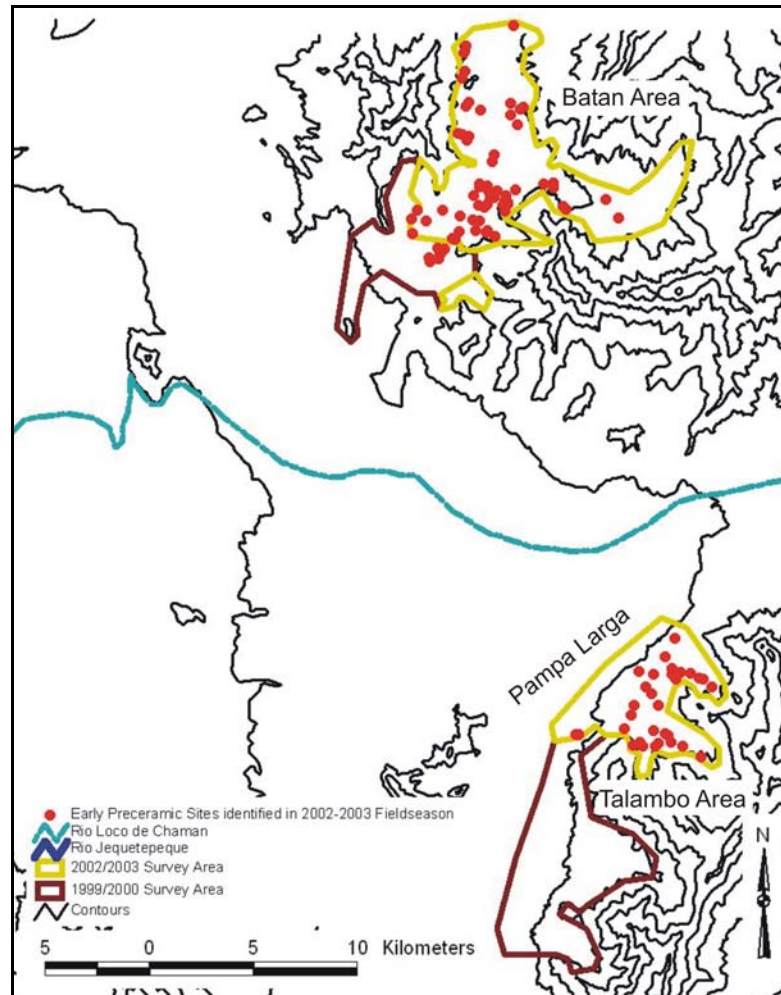 Batan Area
Pampa Larga
Talambo Area
Early Preceramic Sites identified in 2002-2003 Fieldseason
Rio Loco de Chaman
Rio Jequetepeque
2002/2003 Survey Area
1999/2000 Survey Area
Contours
N
5 0 5 10 Kilometers